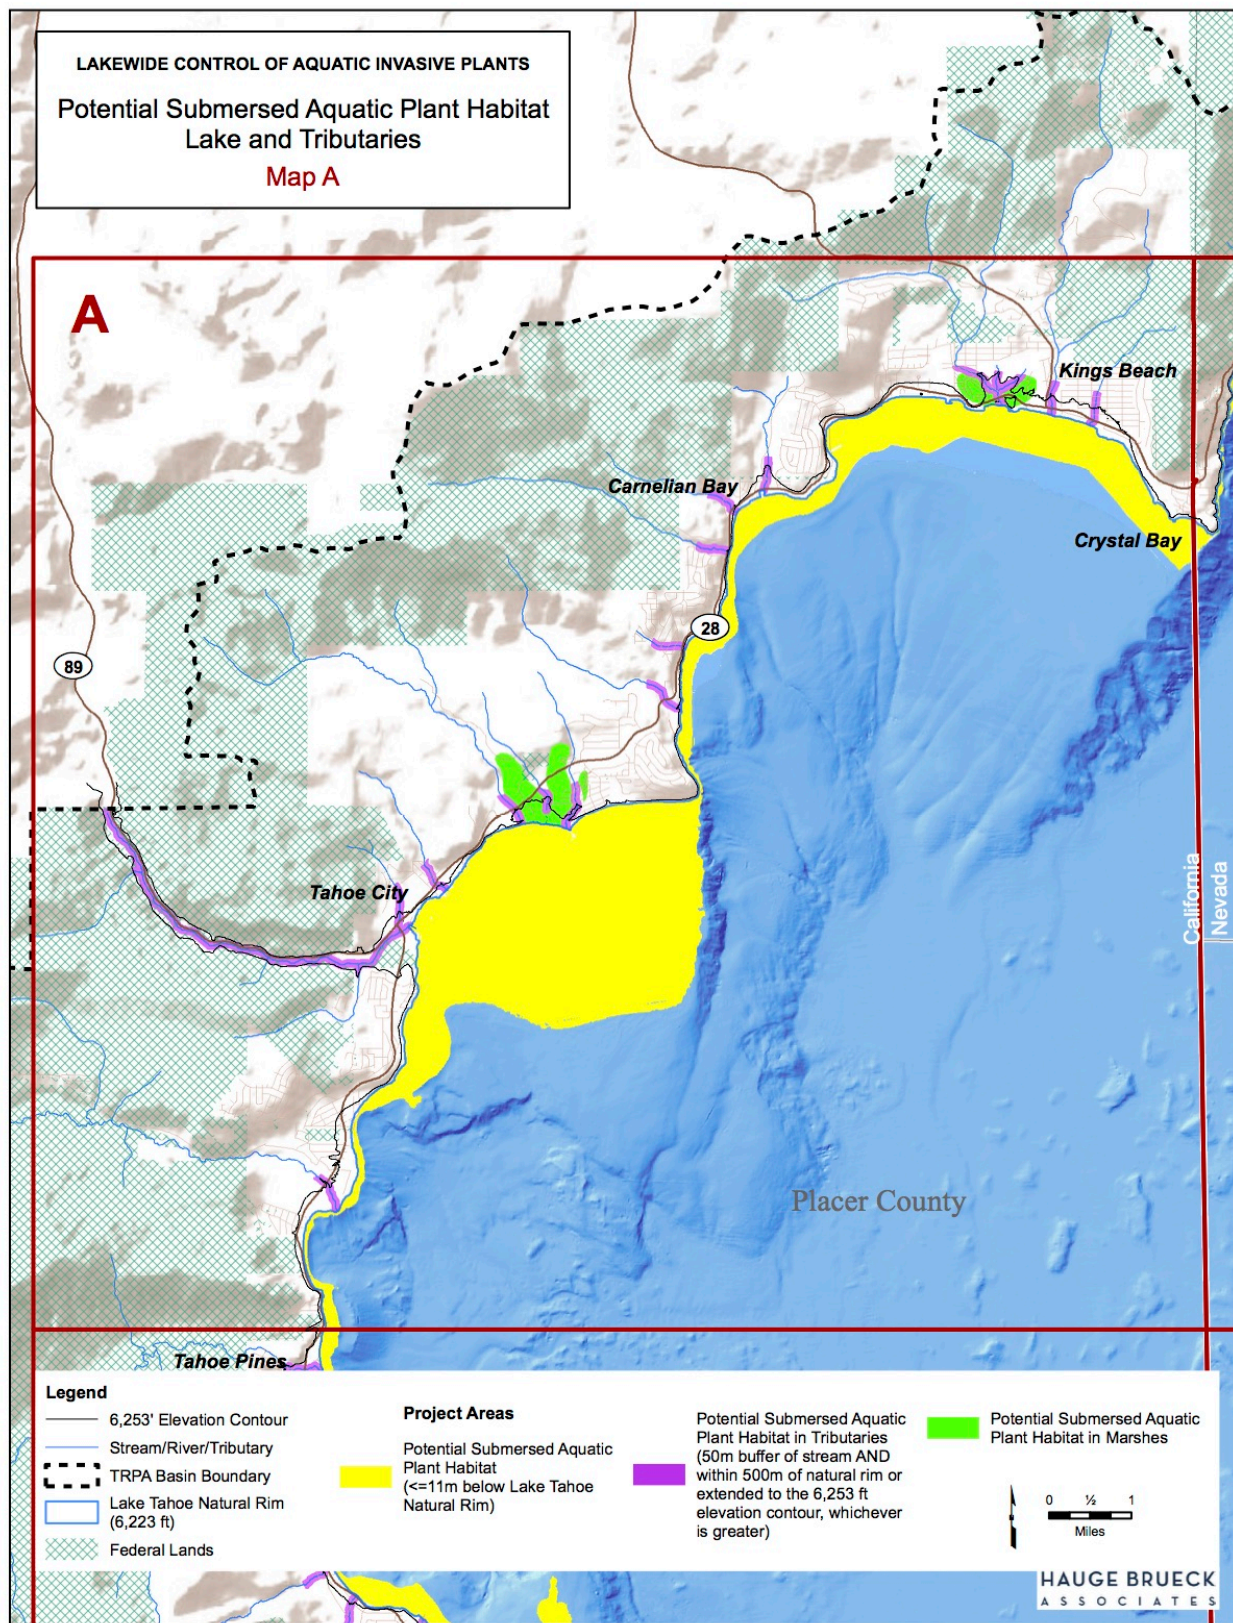 LAKEWIDE CONTROL OF AQUATIC INVASIVE PLANTS
Potential Submersed Aquatic Plant Habitat
Lake and Tributaries
Map A
A
Kings Beach
Carnelian Bay
Crystal Bay
28
89
Tahoe City
California
Nevada
Placer County
Tahoe Pines
Legend
6,253' Elevation Contour
Stream/River/Tributary
TRPA Basin Boundary
Lake Tahoe Natural Rim
(6,223 ft)
Federal Lands
Project Areas
Potential Submersed Aquatic
Plant Habitat
(<=11m below Lake Tahoe
Natural Rim)
Potential Submersed Aquatic
Plant Habitat in Tributaries
(50m buffer of stream AND
within 500m of natural rim or
extended to the 6,253 ft
elevation contour, whichever
is greater)
Potential Submersed Aquatic
Plant Habitat in Marshes
0 ½ 1
Miles
HAUGE BRUECK
ASSOCIATES